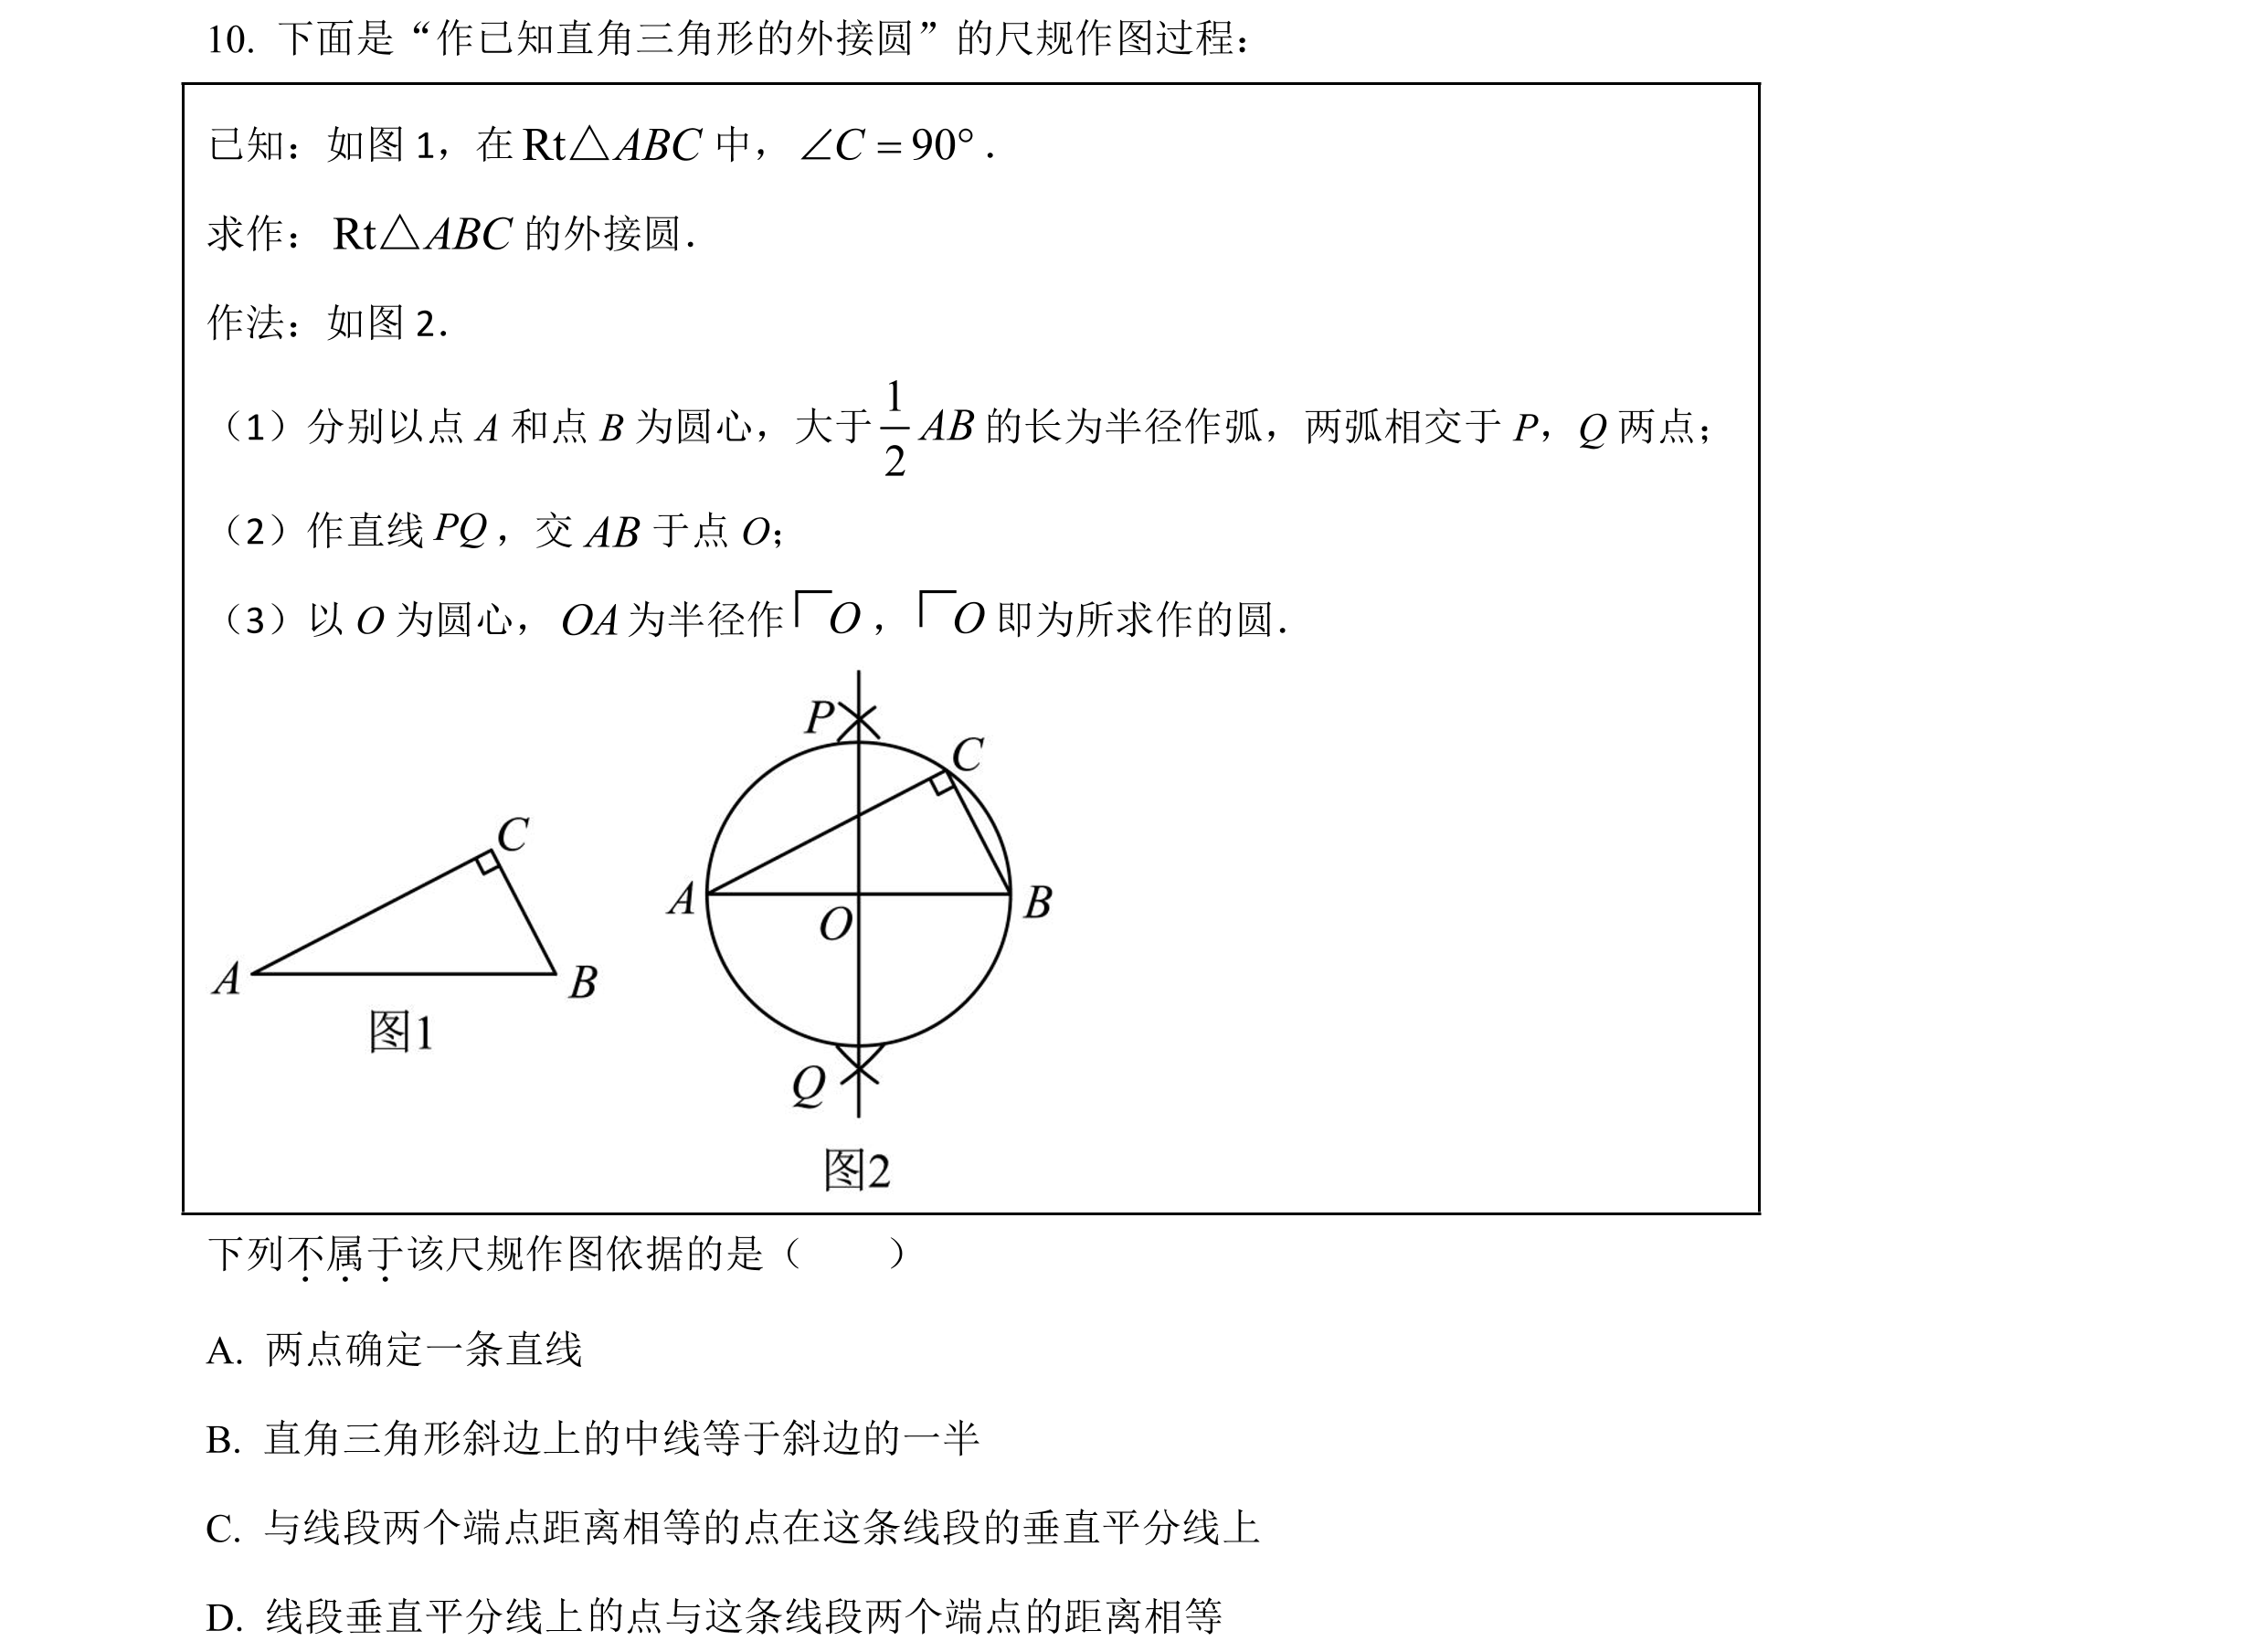 10. 下面是“作已知直角三角形的外接圆”的尺规作图过程：
已知：如图 1，在 Rt△ABC 中，∠C = 90°．
求作： Rt△ABC 的外接圆．
作法：如图 2．
（1）分别以点 A 和点 B 为圆心，大于 1/2 AB 的长为半径作弧，两弧相交于 P，Q 两点；
（2）作直线 PQ，交 AB 于点 O；
（3）以 O 为圆心， OA 为半径作 O ， O 即为所求作的圆．
P
C
A
O
B
Q
图2
C
A
B
图1
下列不属于该尺规作图依据的是（ ）
A. 两点确定一条直线
B. 直角三角形斜边上的中线等于斜边的一半
C. 与线段两个端点距离相等的点在这条线段的垂直平分线上
D. 线段垂直平分线上的点与这条线段两个端点的距离相等